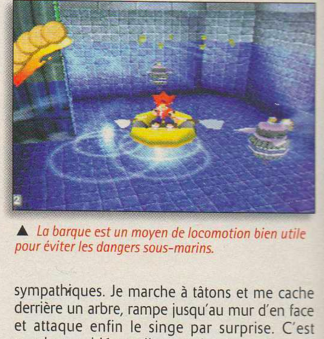 2
▲ La barque est un moyen de locomotion bien utile
pour éviter les dangers sous-marins.
sympathiques. Je marche à tâtons et me cache
derrière un arbre, rampe jusqu'au mur d'en face
et attaque enfin le singe par surprise. C'est